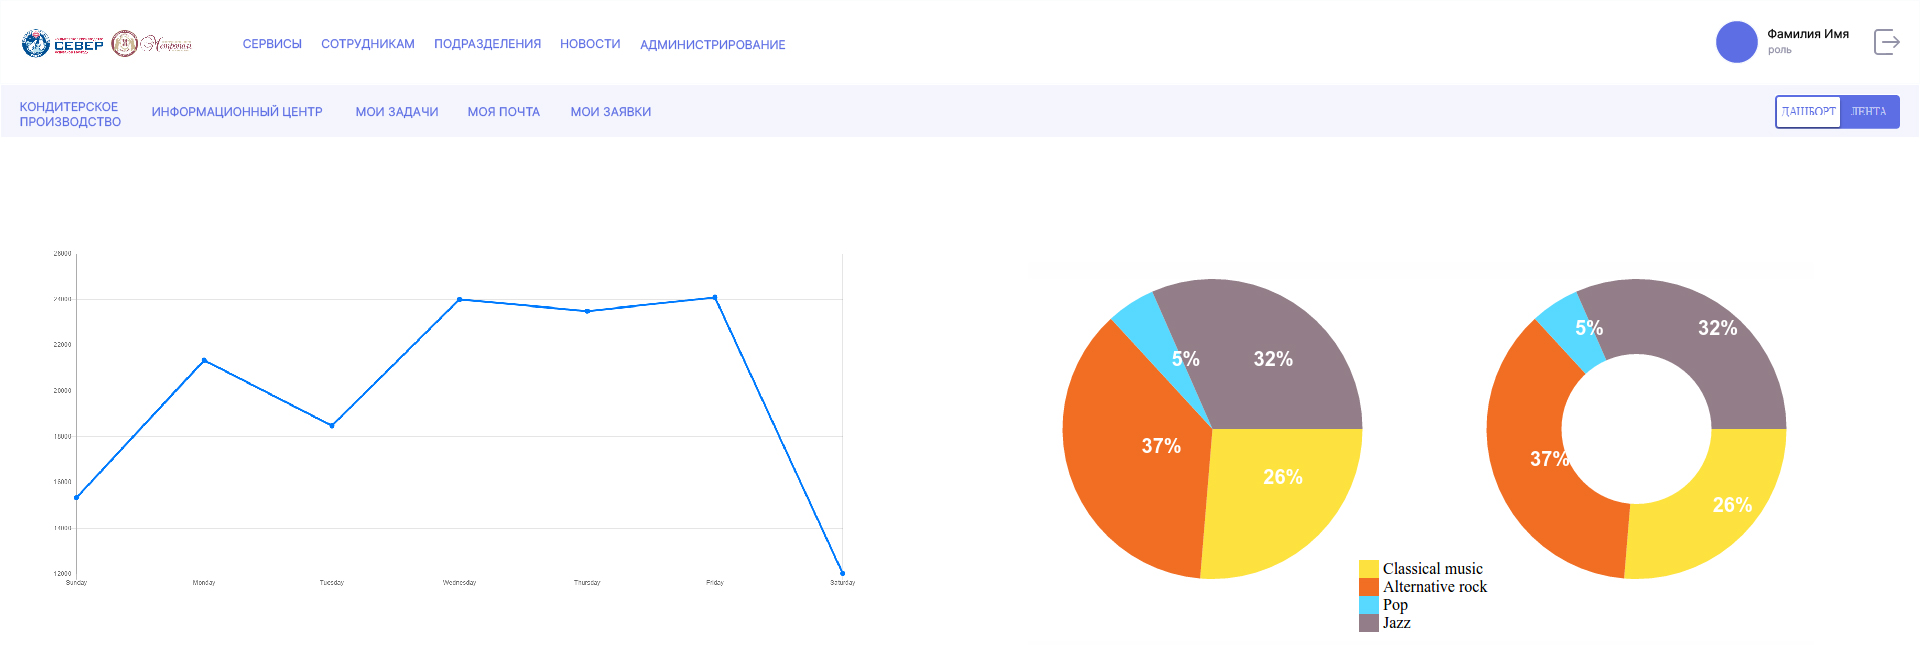 СЕВЕР
Метрополь
СЕРВИСЫ
СОТРУДНИКАМ
ПОДРАЗДЕЛЕНИЯ
НОВОСТИ
АДМИНИСТРИРОВАНИЕ
Фамилия Имя
роль
КОНДИТЕРСКОЕ
ПРОИЗВОДСТВО
ИНФОРМАЦИОННЫЙ ЦЕНТР
МОИ ЗАДАЧИ
МОЯ ПОЧТА
МОИ ЗАЯВКИ
ДАШБОРТ
ЛЕНТА
26000
24000
22000
20000
18000
16000
14000
12000
Sunday
Monday
Tuesday
Wednesday
Thursday
Friday
Saturday
5%
32%
37%
26%
5%
32%
37%
26%
Classical music
Alternative rock
Pop
Jazz